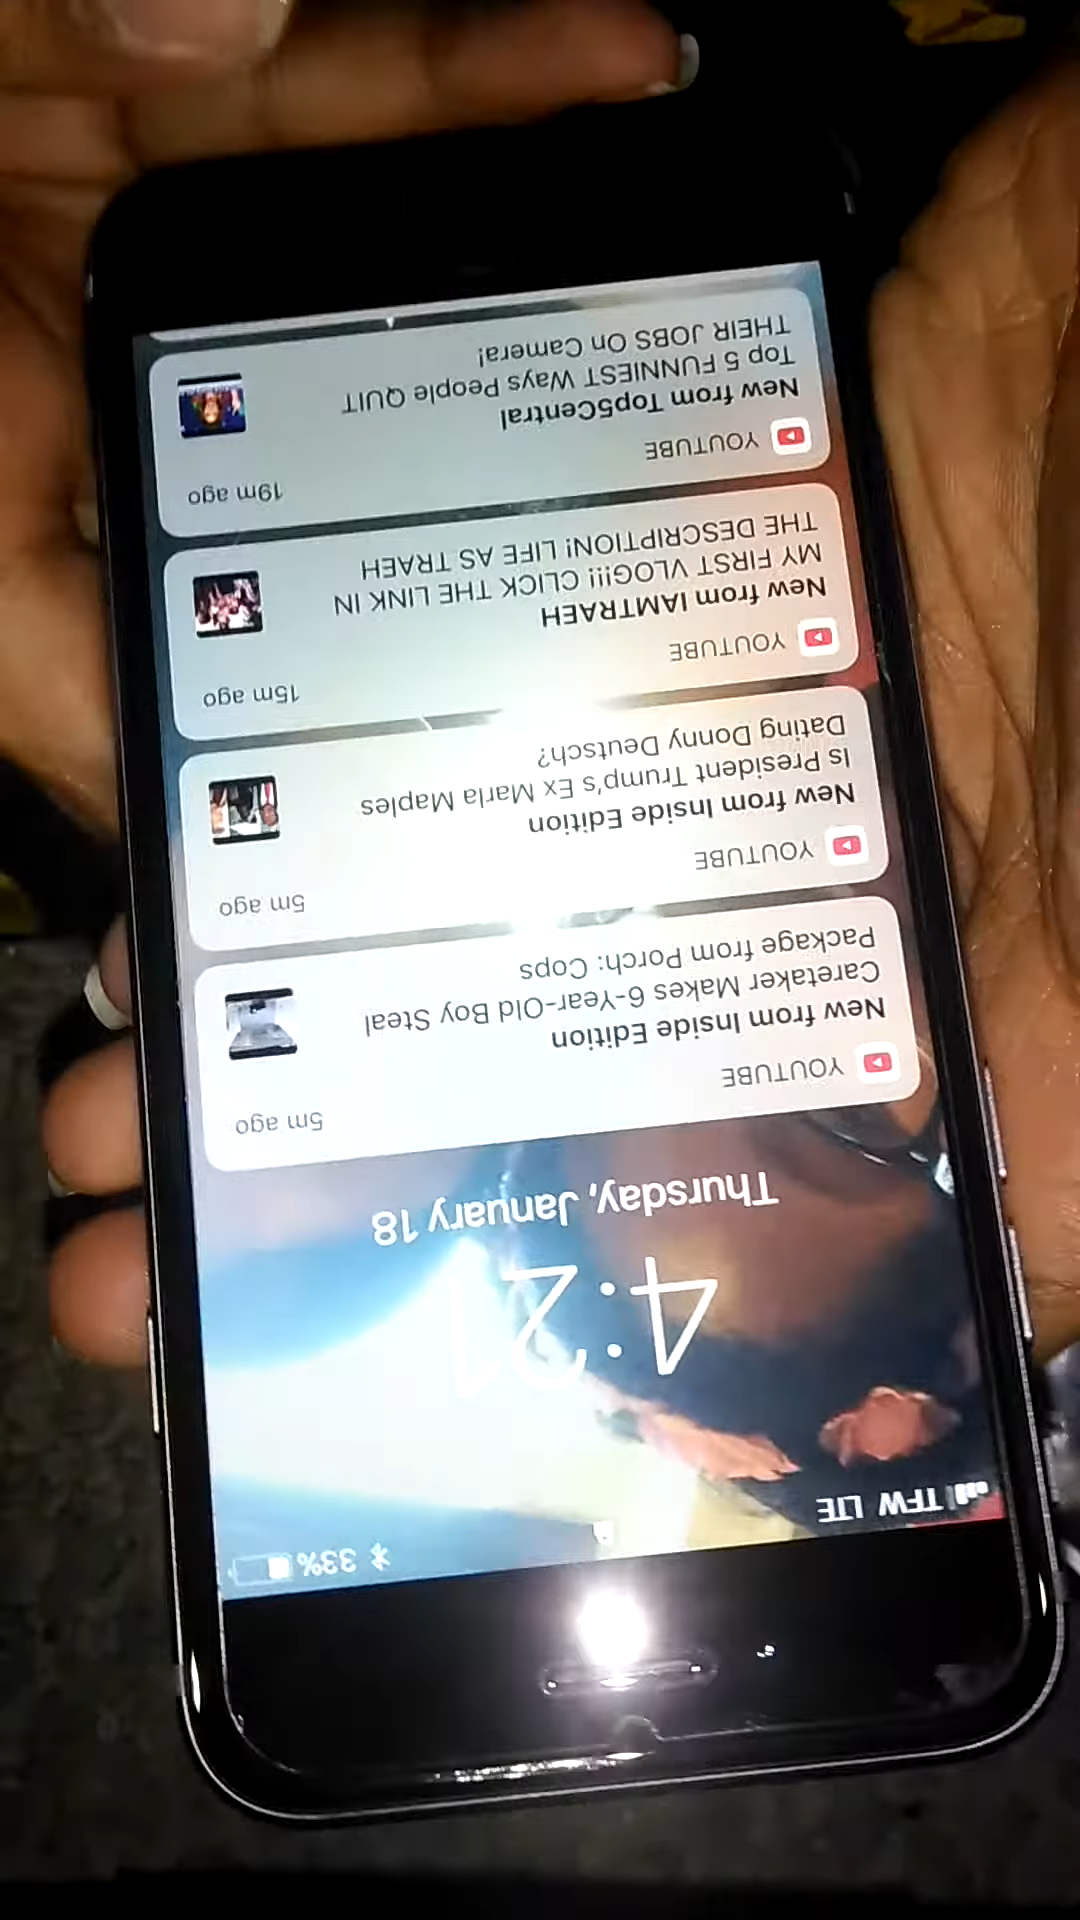 TFW LTE
33%
4:21
Thursday, January 18
YOUTUBE
5m ago
New from Inside Edition
Caretaker Makes 6-Year-Old Boy Steal
Package from Porch: Cops
YOUTUBE
5m ago
New from Inside Edition
Is President Trump's Ex Marla Maples
Dating Donny Deutsch?
YOUTUBE
15m ago
New from IAMTRAEH
MY FIRST VLOG!!! CLICK THE LINK IN
THE DESCRIPTION! LIFE AS TRAEH
YOUTUBE
19m ago
New from Top5Central
Top 5 FUNNIEST Ways People QUIT
THEIR JOBS On Camera!